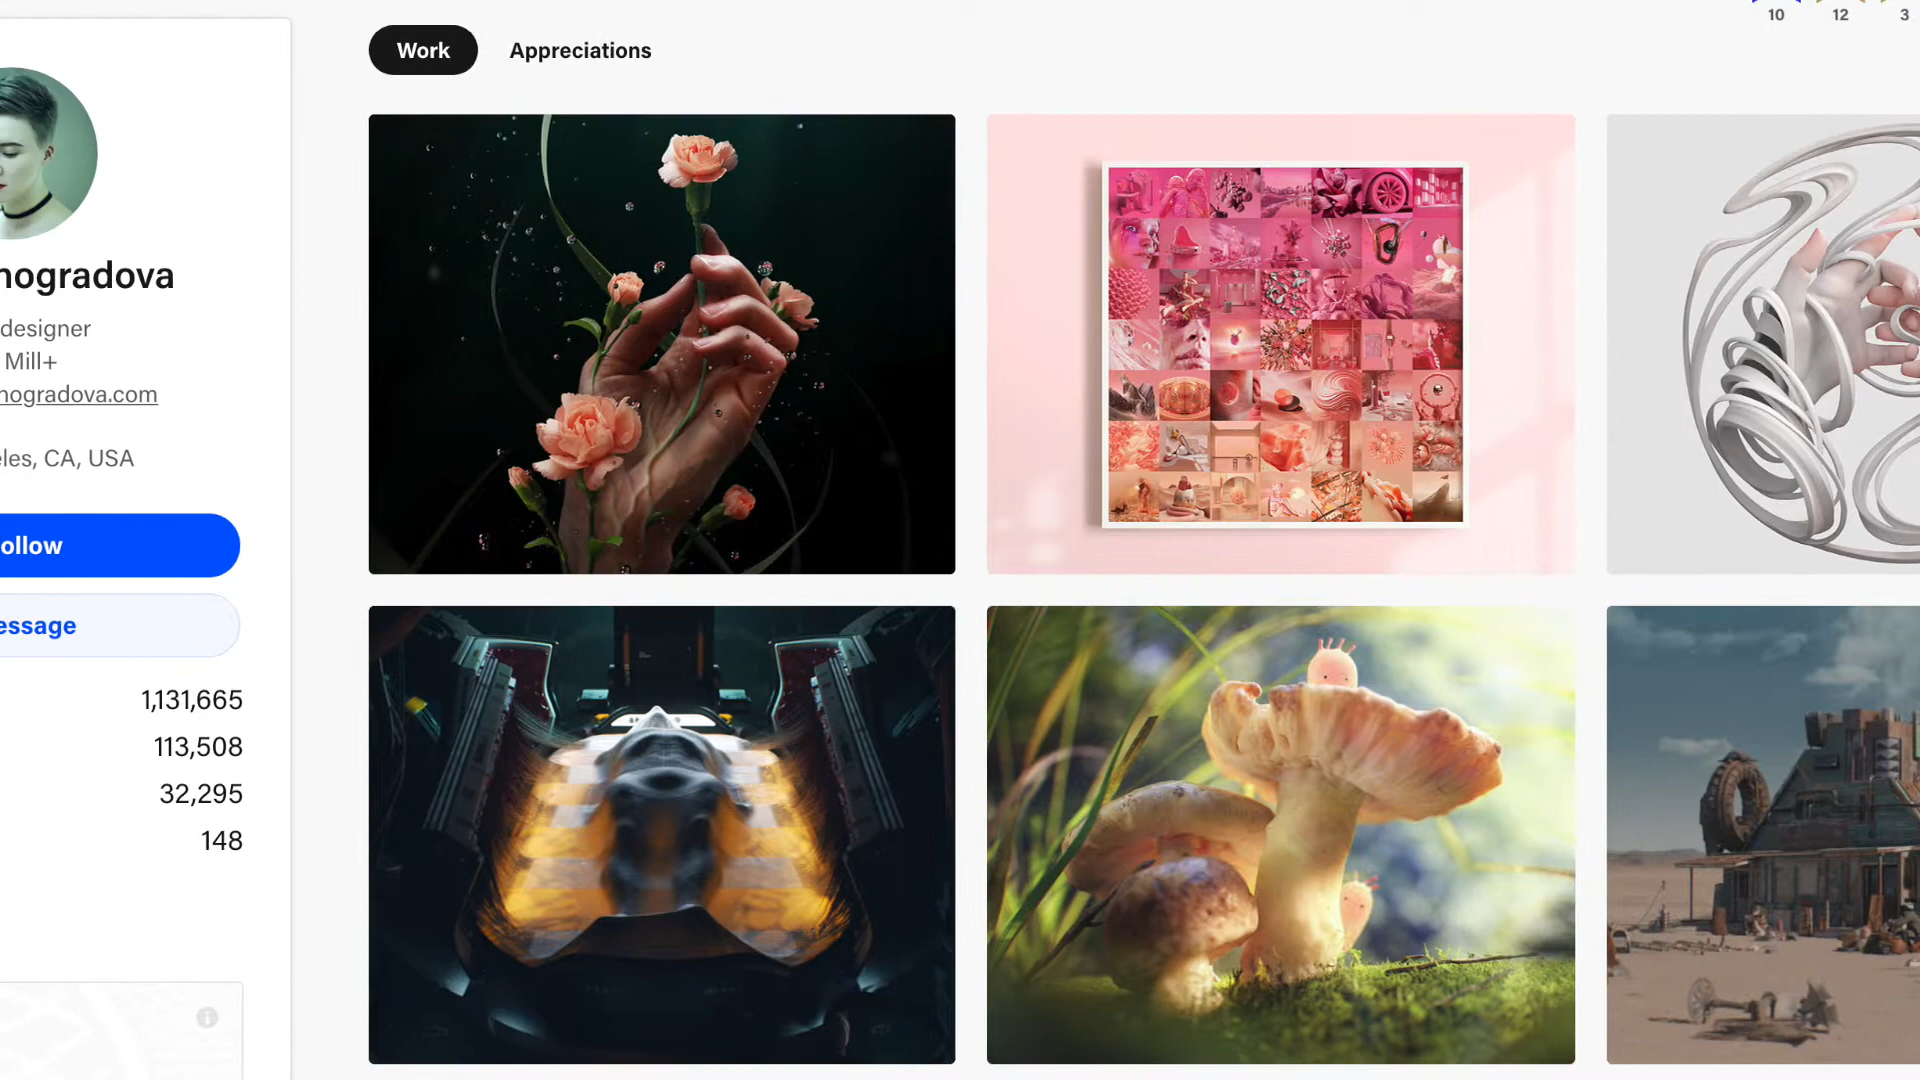 10 12 3
Work Appreciations
nogradova
designer
Mill+
nogradova.com
eles, CA, USA
ollow
essage
1,131,665
113,508
32,295
148